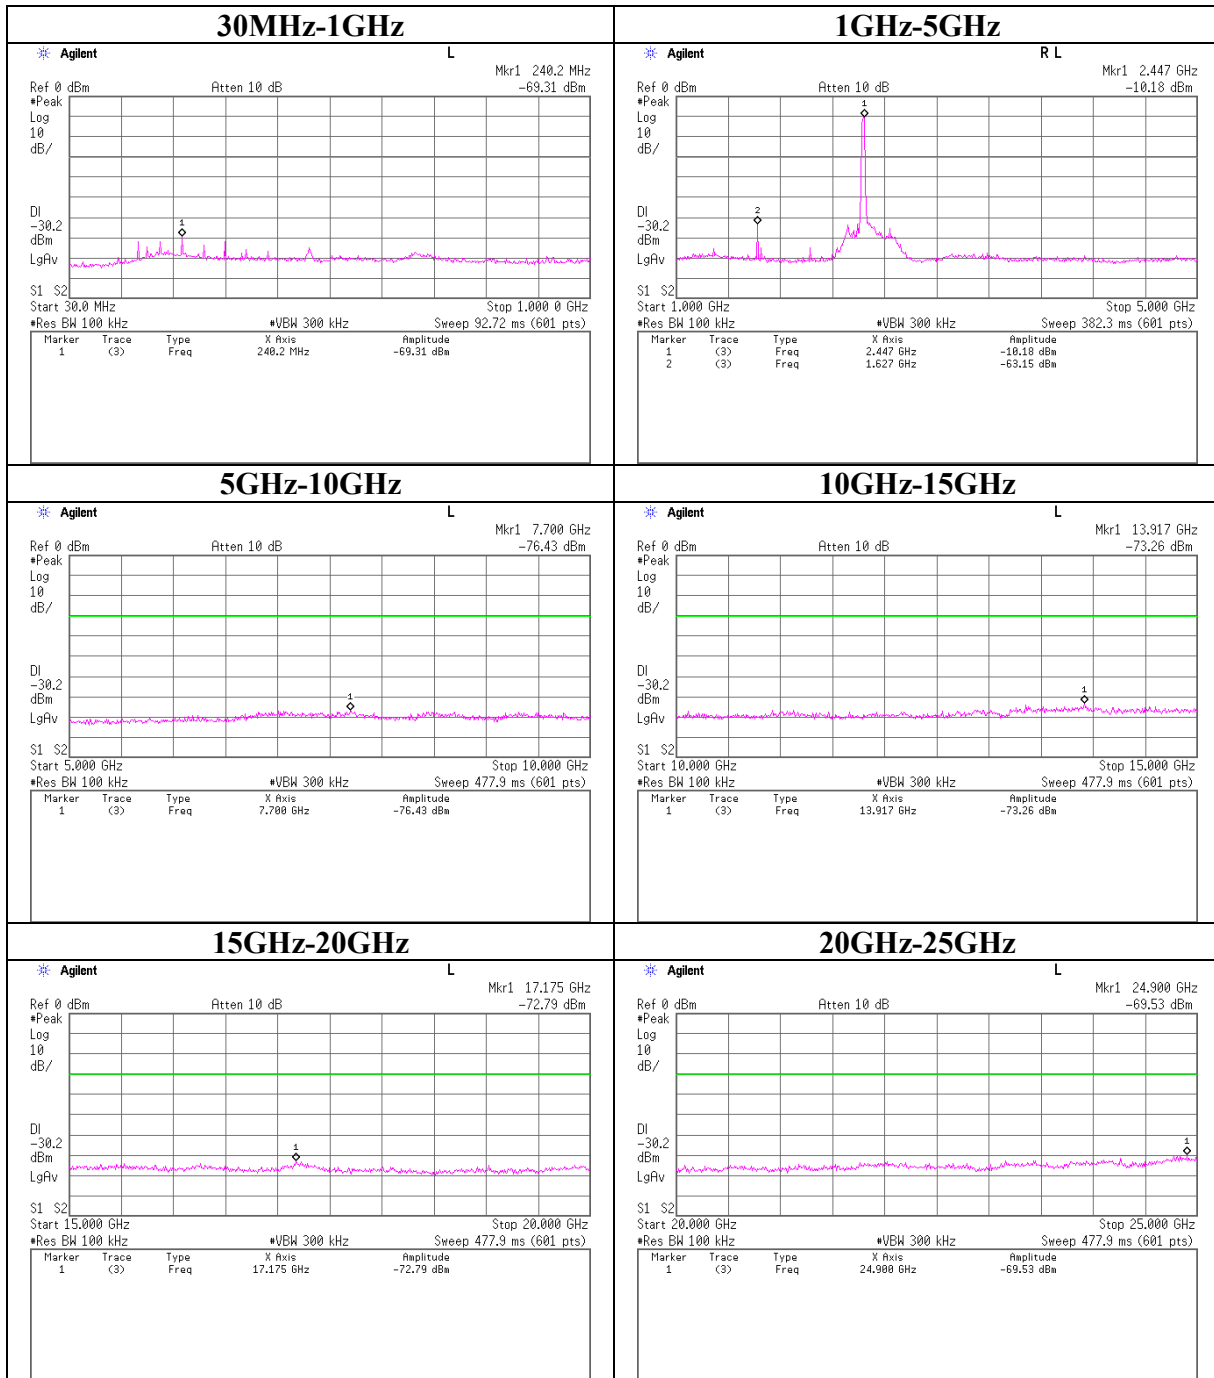 30MHz-1GHz
Agilent L
Mkr1 240.2 MHz
Ref 0 dBm Atten 10 dB -69.31 dBm
#Peak
Log
10
dB/
1
DI
-30.2
dBm
LgAv
S1 S2
Start 30.0 MHz Stop 1.000 0 GHz
#Res BW 100 kHz #VBW 300 kHz Sweep 92.72 ms (601 pts)
Marker Trace Type X Axis Amplitude
1 (3) Freq 240.2 MHz -69.31 dBm
1GHz-5GHz
Agilent R L
Mkr1 2.447 GHz
Ref 0 dBm Atten 10 dB -10.18 dBm
#Peak
Log
10
dB/
1
2
DI
-30.2
dBm
LgAv
S1 S2
Start 1.000 GHz Stop 5.000 GHz
#Res BW 100 kHz #VBW 300 kHz Sweep 382.3 ms (601 pts)
Marker Trace Type X Axis Amplitude
1 (3) Freq 2.447 GHz -10.18 dBm
2 (3) Freq 1.627 GHz -63.15 dBm
5GHz-10GHz
Agilent L
Mkr1 7.700 GHz
Ref 0 dBm Atten 10 dB -76.43 dBm
#Peak
Log
10
dB/
DI
-30.2
dBm
1
LgAv
S1 S2
Start 5.000 GHz Stop 10.000 GHz
#Res BW 100 kHz #VBW 300 kHz Sweep 477.9 ms (601 pts)
Marker Trace Type X Axis Amplitude
1 (3) Freq 7.700 GHz -76.43 dBm
10GHz-15GHz
Agilent L
Mkr1 13.917 GHz
Ref 0 dBm Atten 10 dB -73.26 dBm
#Peak
Log
10
dB/
DI
-30.2
1
dBm
LgAv
S1 S2
Start 10.000 GHz Stop 15.000 GHz
#Res BW 100 kHz #VBW 300 kHz Sweep 477.9 ms (601 pts)
Marker Trace Type X Axis Amplitude
1 (3) Freq 13.917 GHz -73.26 dBm
15GHz-20GHz
Agilent L
Mkr1 17.175 GHz
Ref 0 dBm Atten 10 dB -72.79 dBm
#Peak
Log
10
dB/
DI
-30.2
1
dBm
LgAv
S1 S2
Start 15.000 GHz Stop 20.000 GHz
#Res BW 100 kHz #VBW 300 kHz Sweep 477.9 ms (601 pts)
Marker Trace Type X Axis Amplitude
1 (3) Freq 17.175 GHz -72.79 dBm
20GHz-25GHz
Agilent L
Mkr1 24.900 GHz
Ref 0 dBm Atten 10 dB -69.53 dBm
#Peak
Log
10
dB/
DI
-30.2
1
dBm
LgAv
S1 S2
Start 20.000 GHz Stop 25.000 GHz
#Res BW 100 kHz #VBW 300 kHz Sweep 477.9 ms (601 pts)
Marker Trace Type X Axis Amplitude
1 (3) Freq 24.900 GHz -69.53 dBm